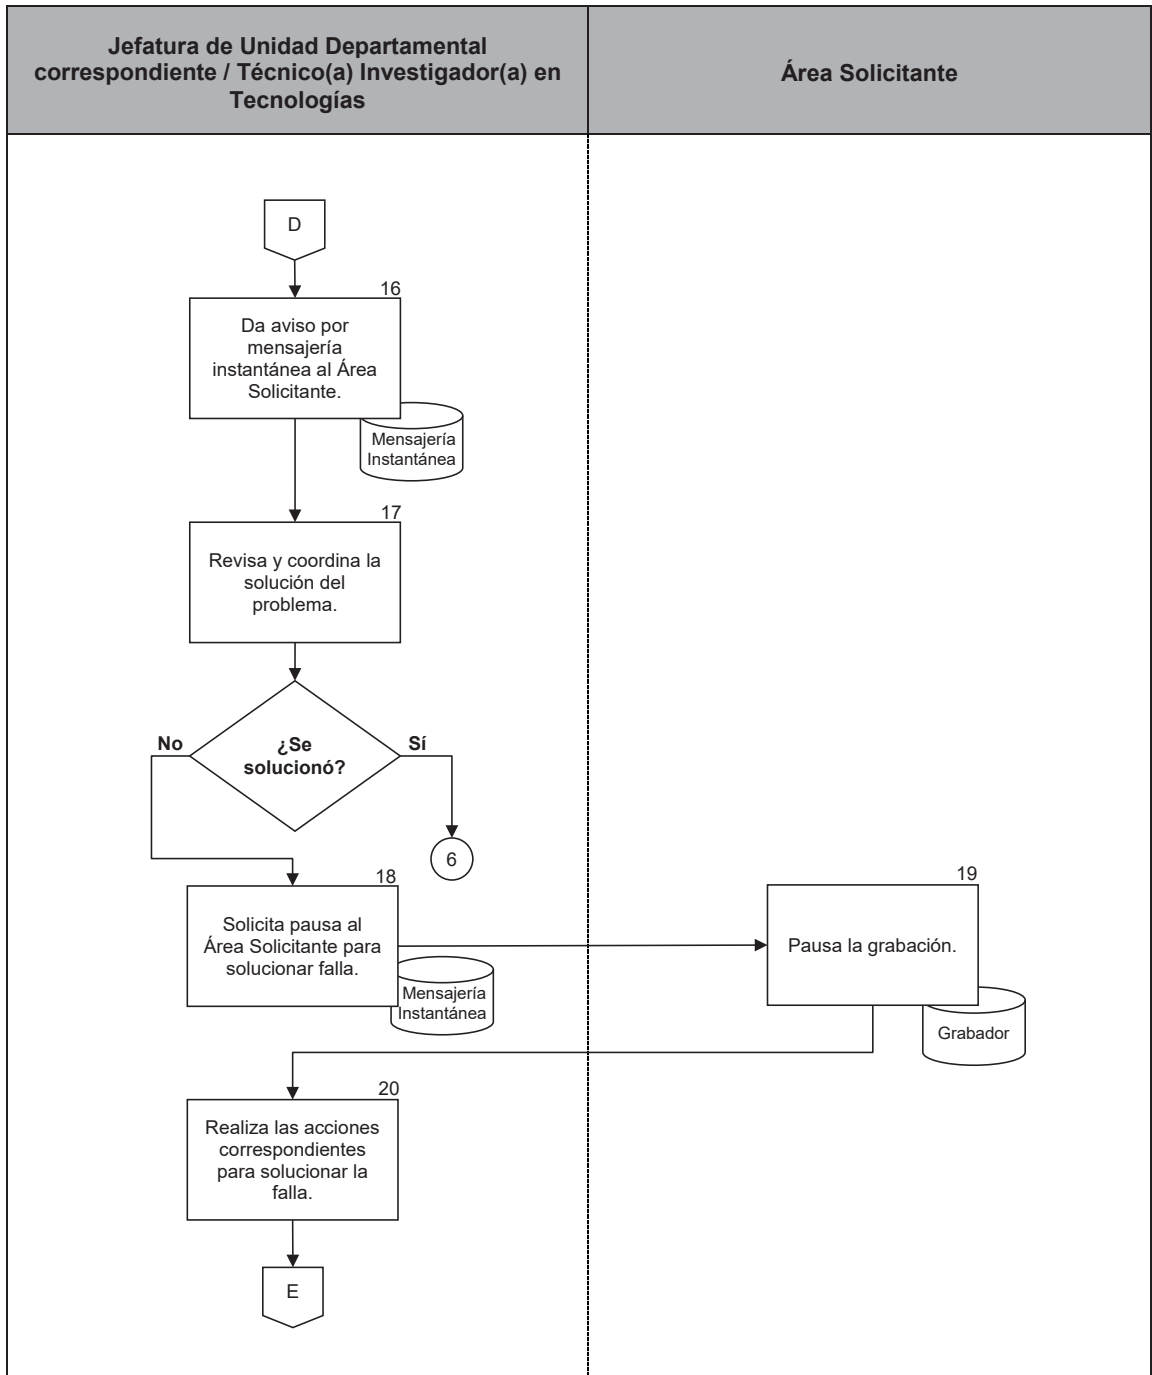 Jefatura de Unidad Departamental
correspondiente / Técnico(a) Investigador(a) en
Tecnologías
Área Solicitante
D
16
Da aviso por
mensajería
instantánea al Área
Solicitante.
Mensajería
Instantánea
17
Revisa y coordina la
solución del
problema.
No
¿Se
solucionó?
Sí
6
18
Solicita pausa al
Área Solicitante para
solucionar falla.
Mensajería
Instantánea
19
Pausa la grabación.
Grabador
20
Realiza las acciones
correspondientes
para solucionar la
falla.
E